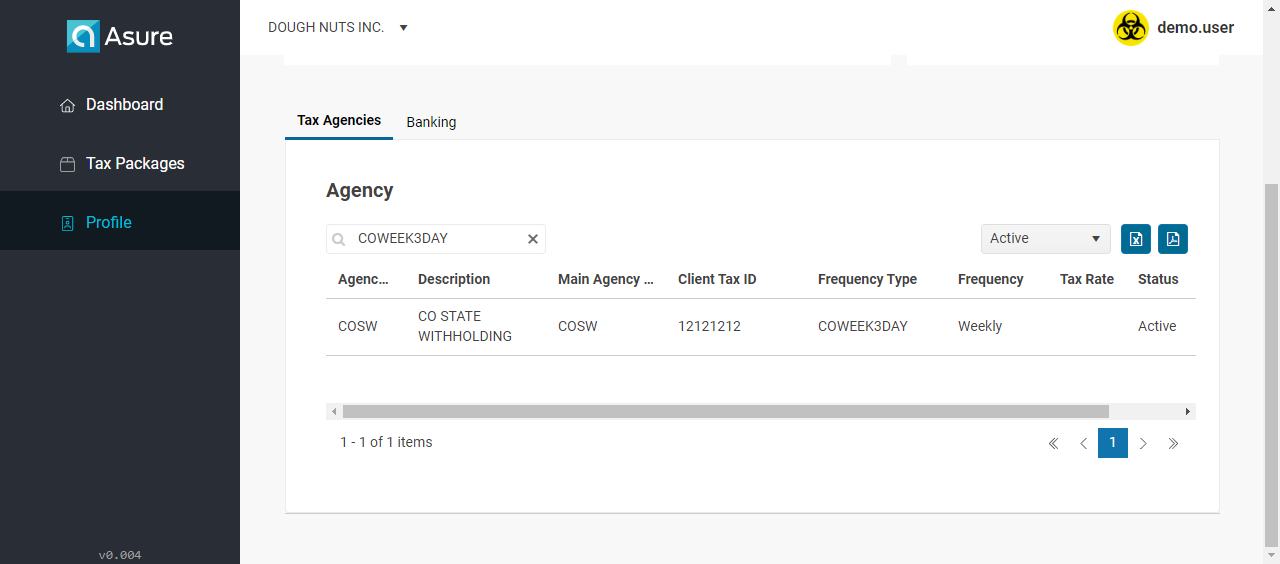 Asure
DOUGH NUTS INC.
demo.user
Dashboard
Tax Packages
Profile
Tax Agencies
Banking
Agency
COWEEK3DAY
Active
Agenc...
Description
Main Agency ...
Client Tax ID
Frequency Type
Frequency
Tax Rate
Status
COSW
CO STATE
WITHHOLDING
COSW
12121212
COWEEK3DAY
Weekly
Active
1 - 1 of 1 items
1
v0.004